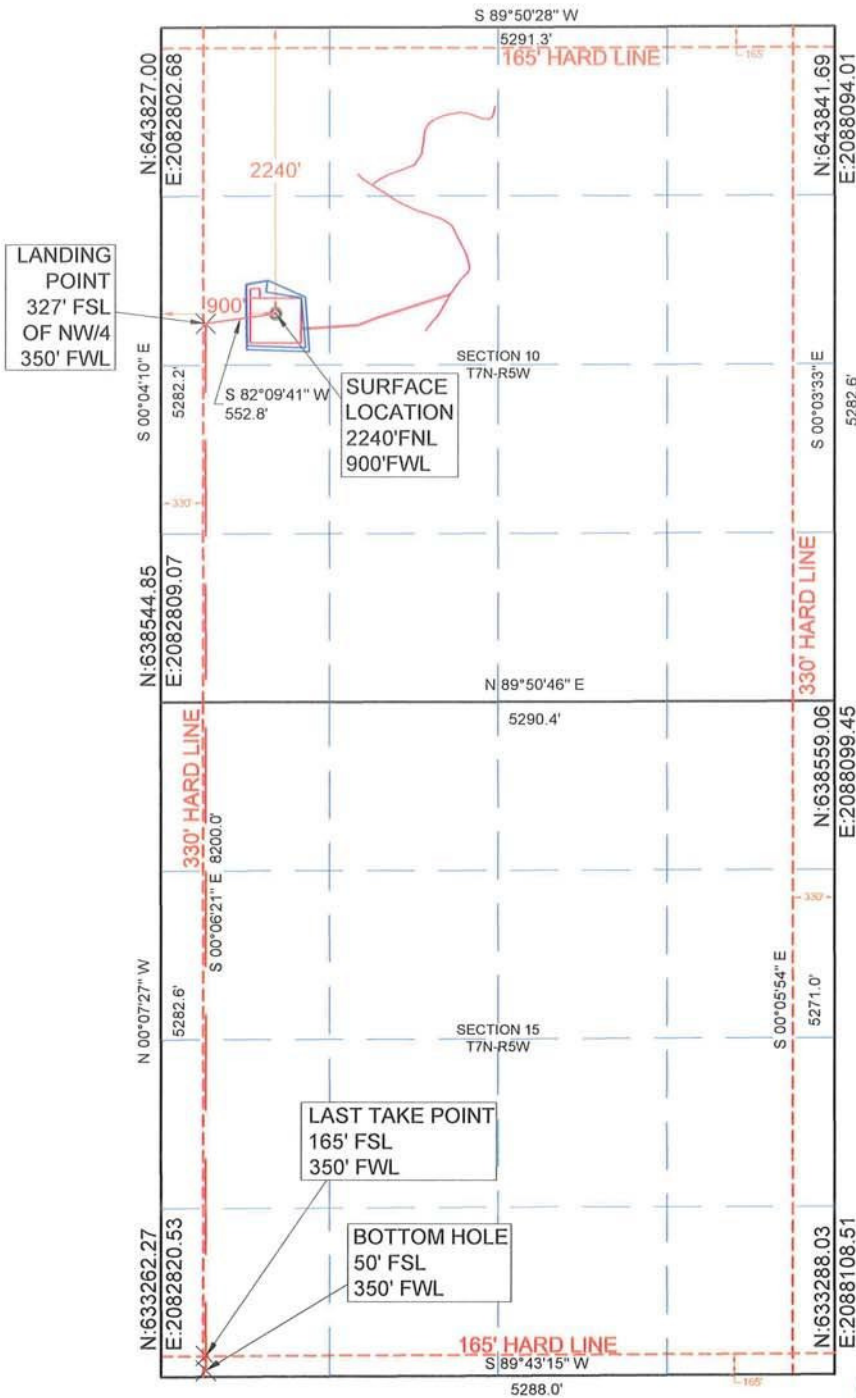 S 89°50'28" W
5291.3'
165' HARD LINE
165'
N:643827.00
E:2082802.68
N:643841.69
E:2088094.01
2240'
LANDING
POINT
327' FSL
OF NW/4
350' FWL
900'
S 00°04'10" E
5282.2'
S 82°09'41" W
552.8'
SURFACE
LOCATION
2240'FNL
900'FWL
SECTION 10
T7N-R5W
S 00°03'33" E
5282.6'
330'
N:638544.85
E:2082809.07
330' HARD LINE
N 89°50'46" E
5290.4'
N:638559.06
E:2088099.45
330' HARD LINE
S 00°06'21" E 8200.0'
330'
N 00°07'27" W
5282.6'
SECTION 15
T7N-R5W
S 00°05'54" E
5271.0'
LAST TAKE POINT
165' FSL
350' FWL
BOTTOM HOLE
50' FSL
350' FWL
N:633262.27
E:2082820.53
N:633288.03
E:2088108.51
165' HARD LINE
S 89°43'15" W
5288.0'
165'